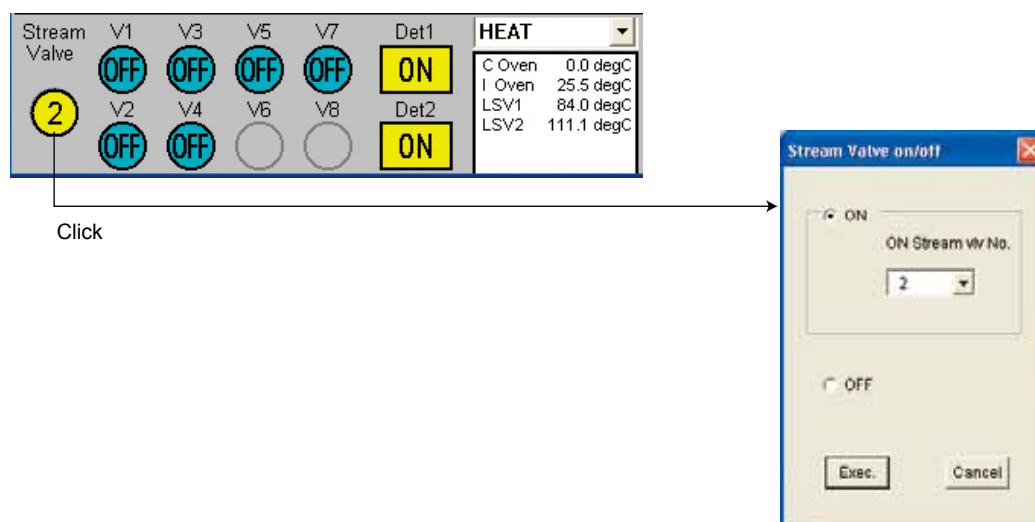 Stream Valve
V1 V3 V5 V7 Det1
OFF OFF OFF OFF ON
2
V2 V4 V6 V8 Det2
OFF OFF ON
HEAT
C Oven 0.0 degC
I Oven 25.5 degC
LSV1 84.0 degC
LSV2 111.1 degC
Click
Stream Valve on/off
ON
ON Stream vlv No.
2
OFF
Exec. Cancel